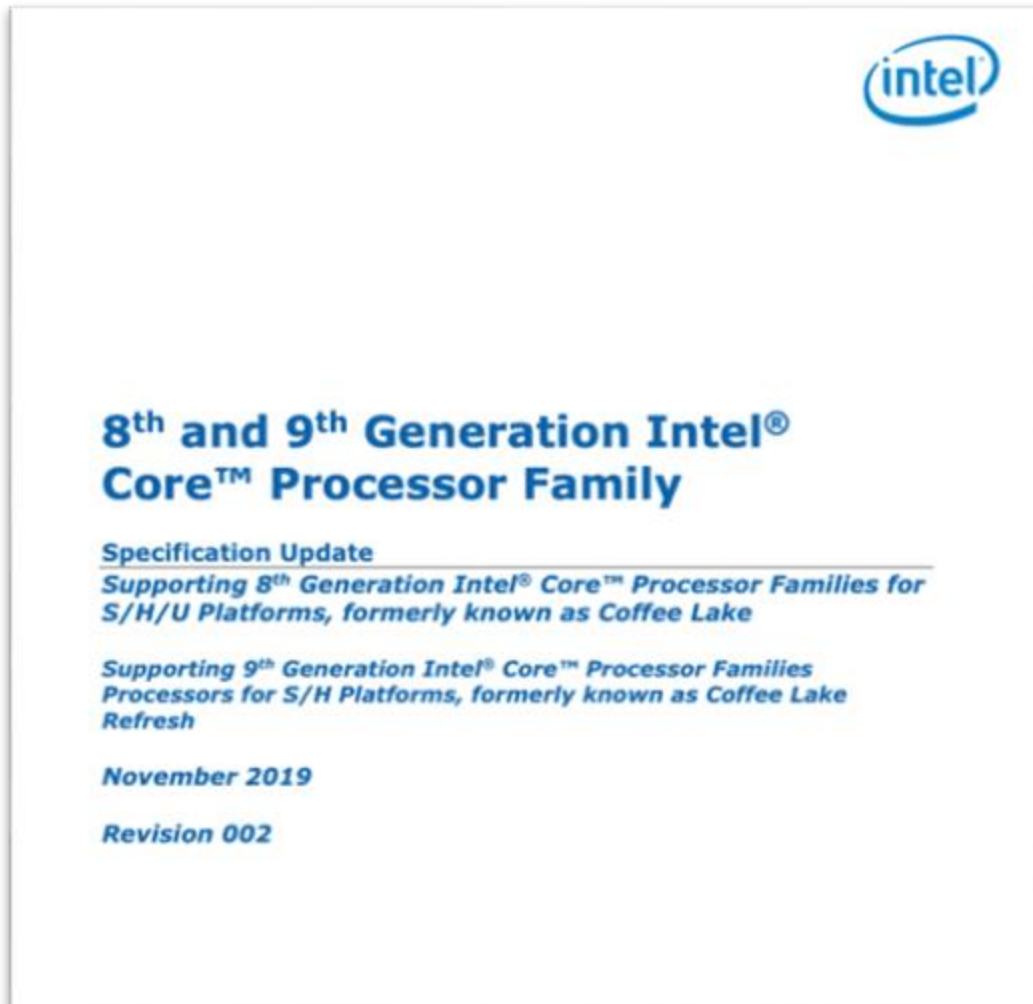 intel
8th and 9th Generation Intel®
Core™ Processor Family
Specification Update
Supporting 8th Generation Intel® Core™ Processor Families for
S/H/U Platforms, formerly known as Coffee Lake
Supporting 9th Generation Intel® Core™ Processor Families
Processors for S/H Platforms, formerly known as Coffee Lake
Refresh
November 2019
Revision 002